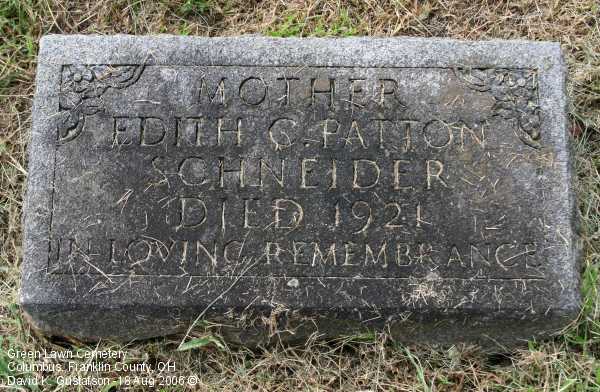 MOTHER
EDITH C. PATTON
SCHNEIDER
DIED 1921
IN LOVING REMEMBRANCE
Green Lawn Cemetery
Columbus, Franklin County, OH
David K. Gustafson - 18 Aug 2006 ©